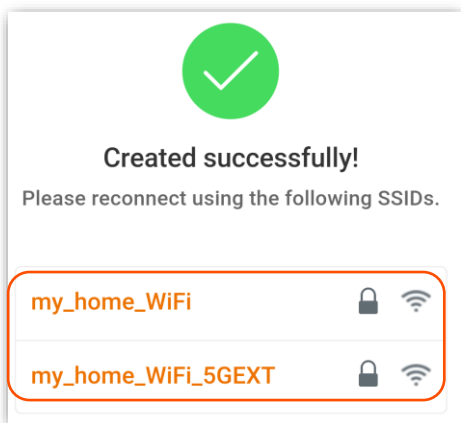 Created successfully!
Please reconnect using the following SSIDs.
my_home_WiFi
my_home_WiFi_5GEXT